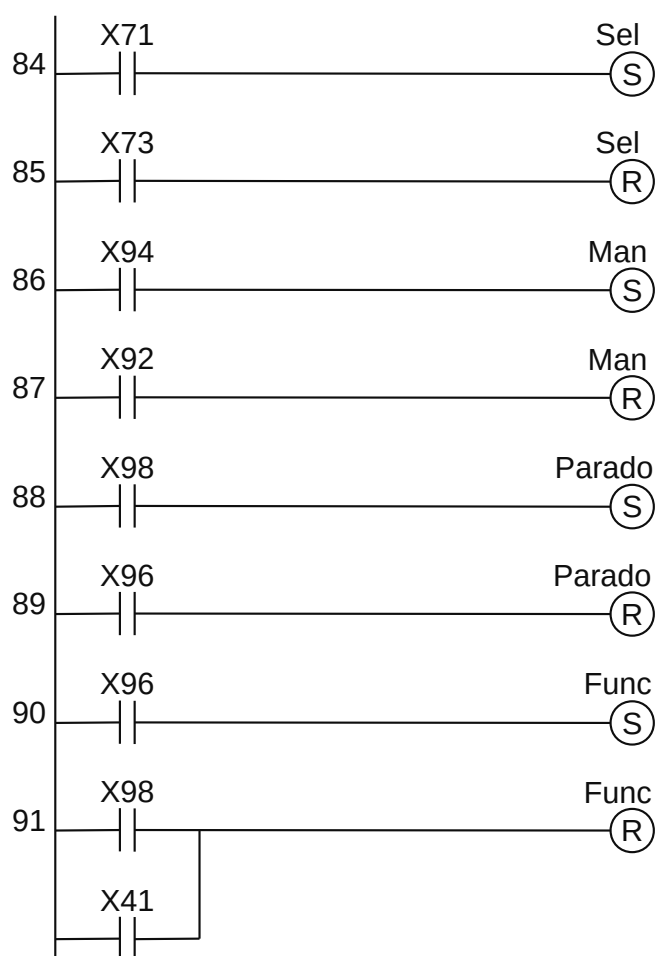 X71 Sel
84 S
X73 Sel
85 R
X94 Man
86 S
X92 Man
87 R
X98 Parado
88 S
X96 Parado
89 R
X96 Func
90 S
X98 Func
91 R
X41